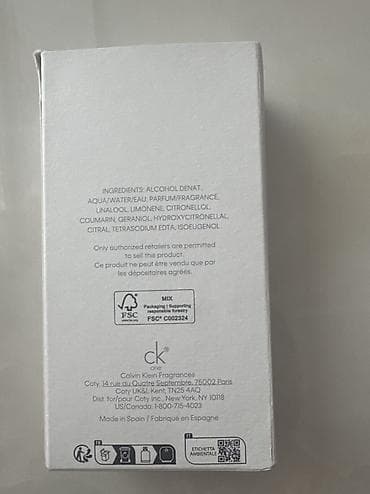 INGREDIENTS: ALCOHOL DENAT,
AQUA/WATER/EAU, PARFUM/FRAGRANCE,
LINALOOL, LIMONENE, CITRONELLOL,
COUMARIN, GERANIOL, HYDROXYCITRONELLAL,
CITRAL, TETRASODIUM EDTA, ISOEUGENOL
Only authorized retailers are permitted
to sell this product.
Ce produit ne peut être vendu que par
les dépositaires agréés.
FSC
MIX
Packaging | Supporting
responsible forestry
FSC® C002324
ck®
one
Calvin Klein Fragrances
Coty, 14 rue du Quatre Septembre, 75002 Paris
Coty UK&I, Kent, TN25 4AQ
Dist. for/pour Coty Inc., New York, NY 10118
US/Canada: 1-800-715-4023
Made in Spain / Fabriqué en Espagne
FR
IT
ETICHETTA
AMBIENTALE